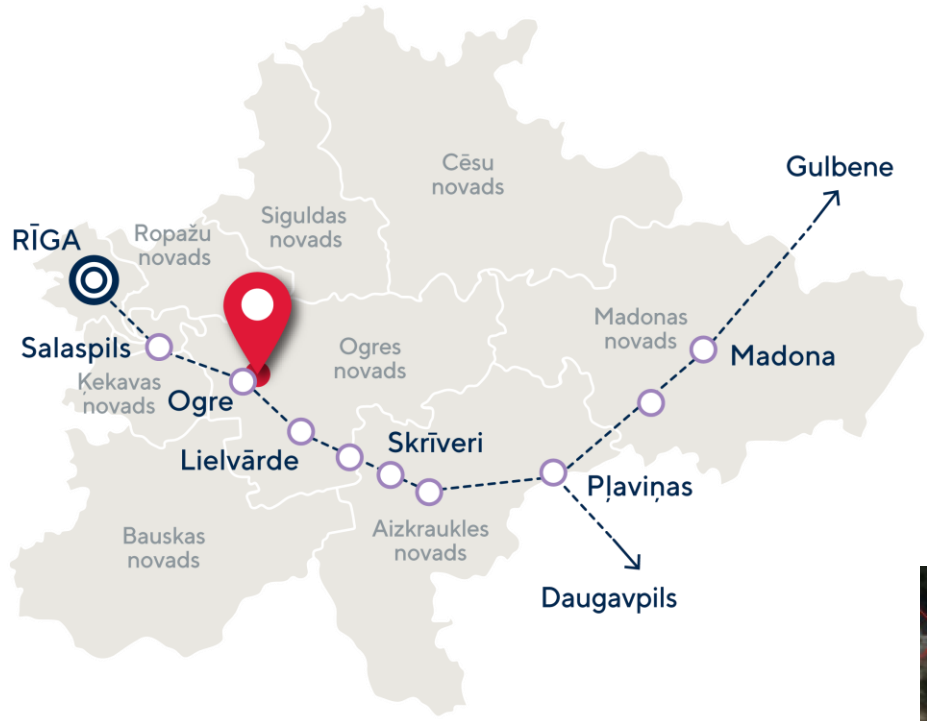 Cēsu
novads
Gulbene
Siguldas
novads
Ropažu
novads
RĪGA
Madonas
novads
Ogres
novads
Salaspils
Madona
Ķekavas
novads
Ogre
Skrīveri
Lielvārde
Pļaviņas
Aizkraukles
novads
Bauskas
novads
Daugavpils